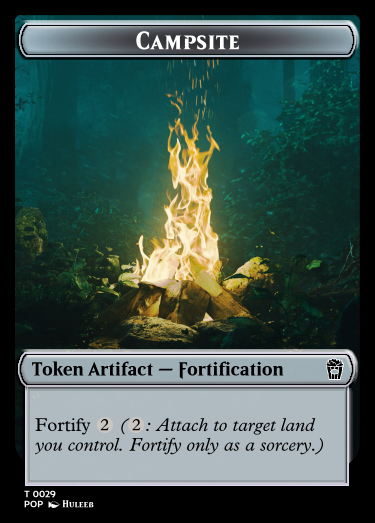 Campsite
Token Artifact — Fortification
Fortify 2 (2: Attach to target land
you control. Fortify only as a sorcery.)
T 0029
POP Huleeb